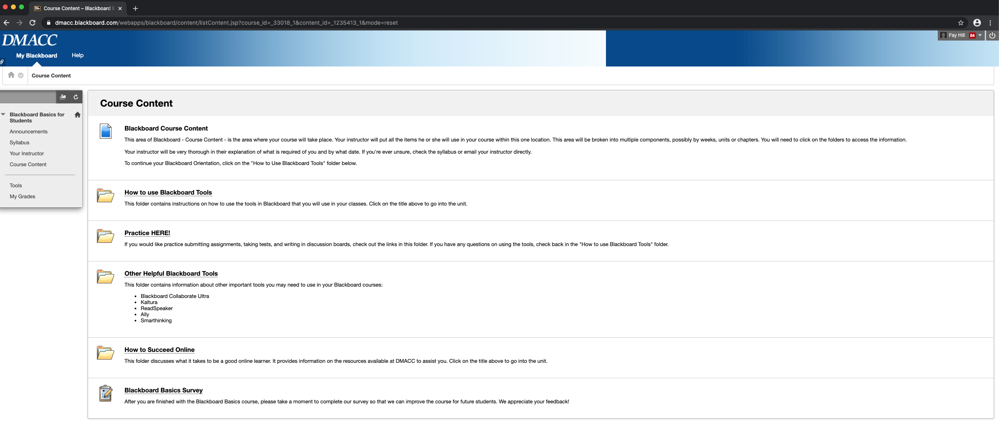 Bb Course Content – Blackboard B
dmacc.blackboard.com/webapps/blackboard/content/listContent.jsp?course_id=_33018_1&content_id=_1235413_1&mode=reset
DMACC
Fay Hill 84
My Blackboard Help
Course Content
Blackboard Basics for
Students
Announcements
Syllabus
Your Instructor
Course Content
Tools
My Grades
Course Content
Blackboard Course Content
This area of Blackboard - Course Content - is the area where your course will take place. Your instructor will put all the items he or she will use in your course within this one location. This area will be broken into multiple components, possibly by weeks, units or chapters. You will need to click on the folders to access the information.
Your instructor will be very thorough in their explanation of what is required of you and by what date. If you're ever unsure, check the syllabus or email your instructor directly.
To continue your Blackboard Orientation, click on the "How to Use Blackboard Tools" folder below.
How to use Blackboard Tools
This folder contains instructions on how to use the tools in Blackboard that you will use in your classes. Click on the title above to go into the unit.
Practice HERE!
If you would like practice submitting assignments, taking tests, and writing in discussion boards, check out the links in this folder. If you have any questions on using the tools, check back in the "How to use Blackboard Tools" folder.
Other Helpful Blackboard Tools
This folder contains information about other important tools you may need to use in your Blackboard courses:
• Blackboard Collaborate Ultra
• Kaltura
• ReadSpeaker
• Ally
• Smarthinking
How to Succeed Online
This folder discusses what it takes to be a good online learner. It provides information on the resources available at DMACC to assist you. Click on the title above to go into the unit.
Blackboard Basics Survey
After you are finished with the Blackboard Basics course, please take a moment to complete our survey so that we can improve the course for future students. We appreciate your feedback!